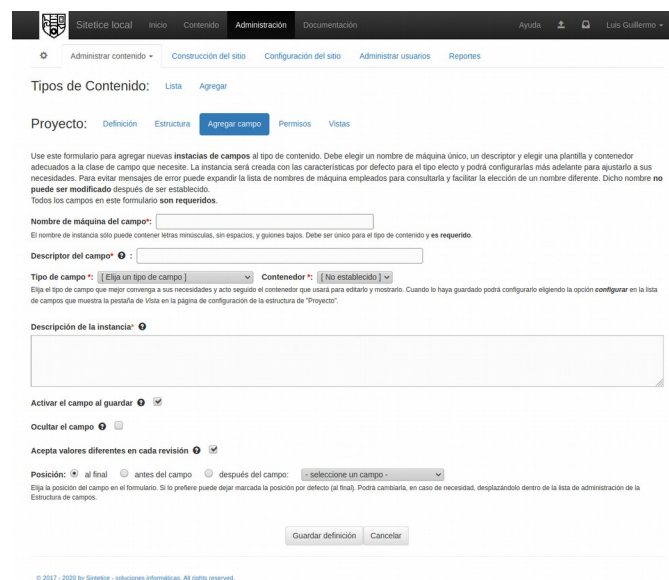 Sitetice local Inicio Contenido Administración Documentación Ayuda Luis Guillermo
Administrar contenido Construcción del sitio Configuración del sitio Administrar usuarios Reportes
Tipos de Contenido: Lista Agregar
Proyecto: Definición Estructura Agregar campo Permisos Vistas
Use este formulario para agregar nuevas instacias de campos al tipo de contenido. Debe elegir un nombre de máquina único, un descriptor y elegir una plantilla y contenedor
adecuados a la clase de campo que necesite. La instancia será creada con las características por defecto para el tipo electo y podrá configurarlas más adelante para ajustarlo a sus
necesidades. Para evitar mensajes de error puede expandir la lista de nombres de máquina empleados para consultarla y facilitar la elección de un nombre diferente. Dicho nombre no
puede ser modificado después de ser establecido.
Todos los campos en este formulario son requeridos.
Nombre de máquina del campo*:
El nombre de instancia sólo puede contener letras minúsculas, sin espacios, y guiones bajos. Debe ser único para el tipo de contenido y es requerido.
Descriptor del campo* :
Tipo de campo *: [ Elija un tipo de campo ] Contenedor *: [ No establecido ]
Elija el tipo de campo que mejor convenga a sus necesidades y acto seguido el contenedor que usará para editarlo y mostrarlo. Cuando lo haya guardado podrá configurarlo eligiendo la opción configurar en la lista
de campos que muestra la pestaña de Vista en la página de configuración de la estructura de "Proyecto".
Descripción de la instancia*
Activar el campo al guardar
Ocultar el campo
Acepta valores diferentes en cada revisión
Posición: al final antes del campo después del campo: - seleccione un campo -
Elija la posición del campo en el formulario. Si lo prefiere puede dejar marcada la posición por defecto (al final). Podrá cambiarla, en caso de necesidad, desplazándolo dentro de la lista de administración de la
Estructura de campos.
Guardar definición Cancelar
© 2017 - 2020 by Sintetice - soluciones informáticas. All rights reserved.